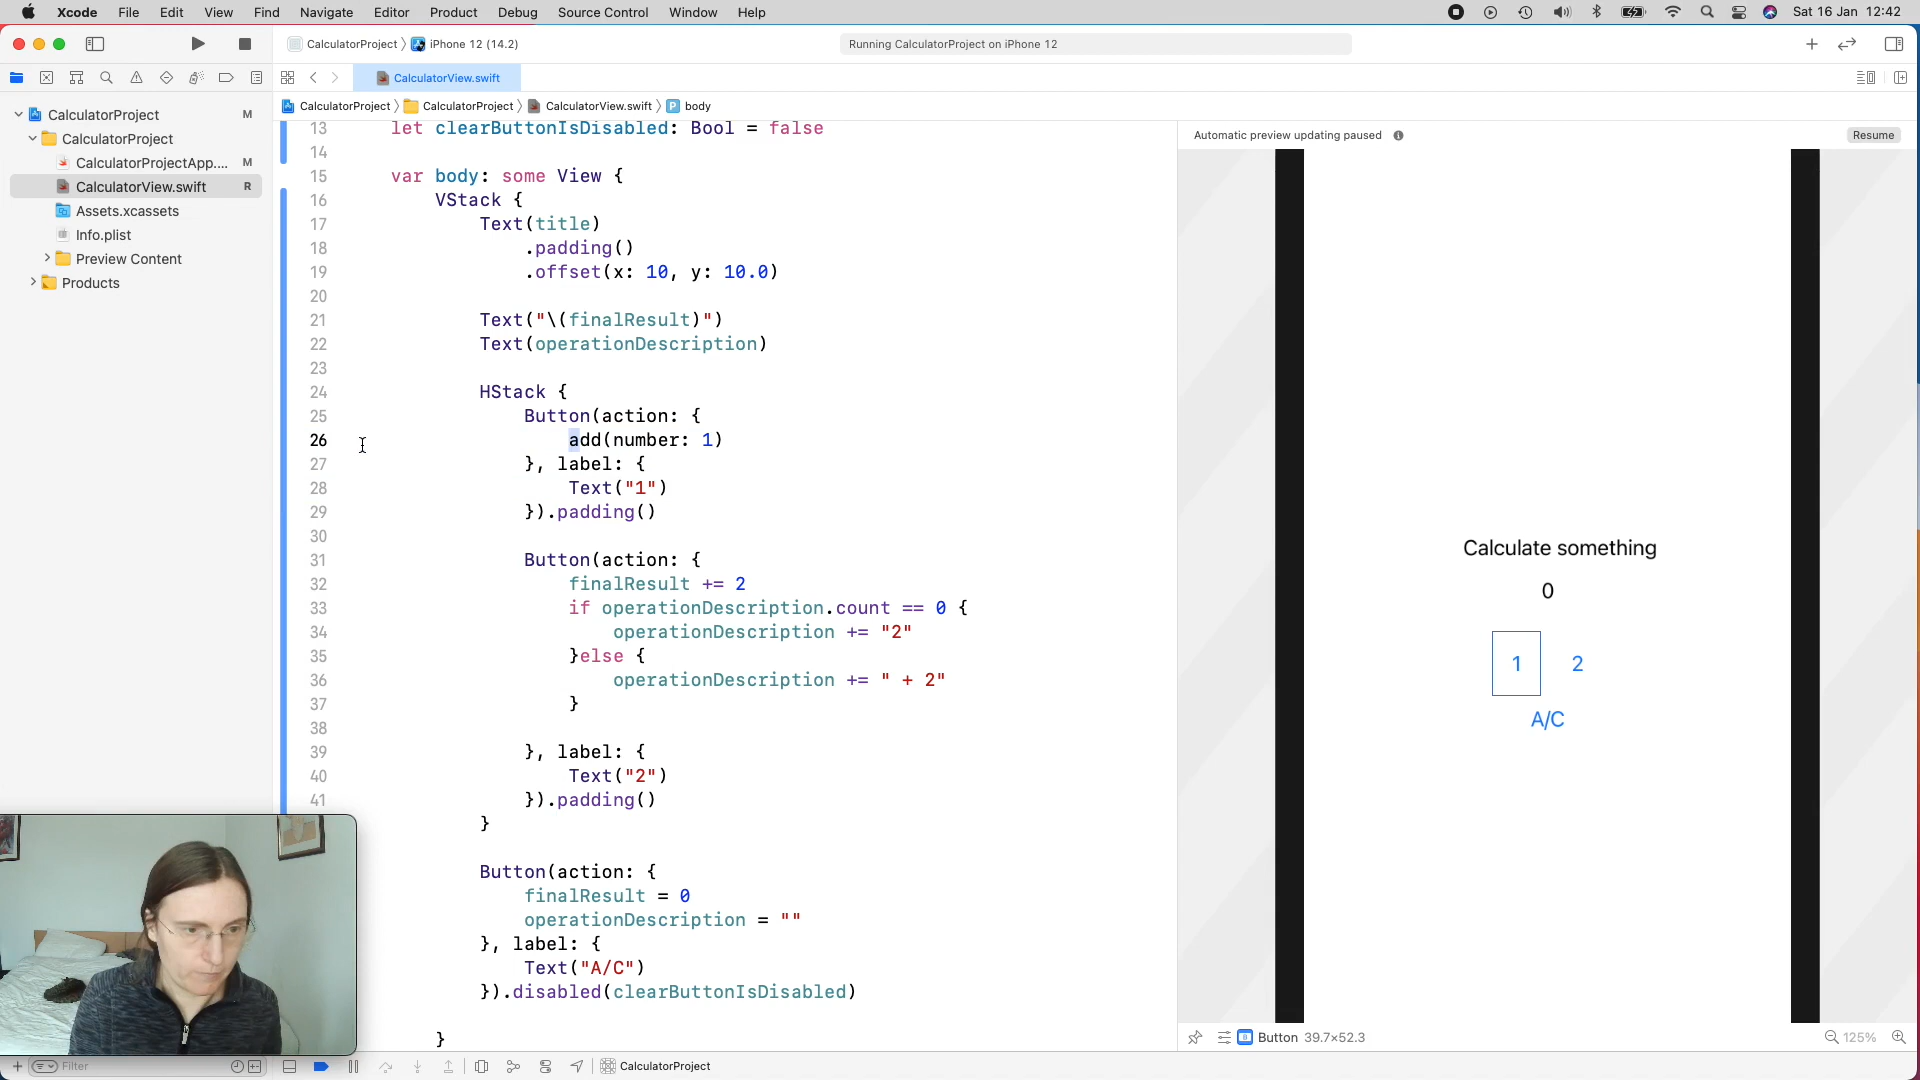 Xcode File Edit View Find Navigate Editor Product Debug Source Control Window Help Sat 16 Jan 12:42
CalculatorProject iPhone 12 (14.2) Running CalculatorProject on iPhone 12
CalculatorView.swift
CalculatorProject CalculatorProject CalculatorView.swift P body
CalculatorProject M
CalculatorProject
CalculatorProjectApp.... M
CalculatorView.swift R
Assets.xcassets
Info.plist
Preview Content
Products
13 let clearButtonIsDisabled: Bool = false
14
15 var body: some View {
16 VStack {
17 Text(title)
18 .padding()
19 .offset(x: 10, y: 10.0)
20
21 Text("\(finalResult)")
22 Text(operationDescription)
23
24 HStack {
25 Button(action: {
26 add(number: 1)
27 }, label: {
28 Text("1")
29 }).padding()
30
31 Button(action: {
32 finalResult += 2
33 if operationDescription.count == 0 {
34 operationDescription += "2"
35 }else {
36 operationDescription += " + 2"
37 }
38
39 }, label: {
40 Text("2")
41 }).padding()
}
Button(action: {
finalResult = 0
operationDescription = ""
}, label: {
Text("A/C")
}).disabled(clearButtonIsDisabled)
}
Automatic preview updating paused Resume
Calculate something
0
1 2
A/C
Button 39.7×52.3 125%
Filter CalculatorProject